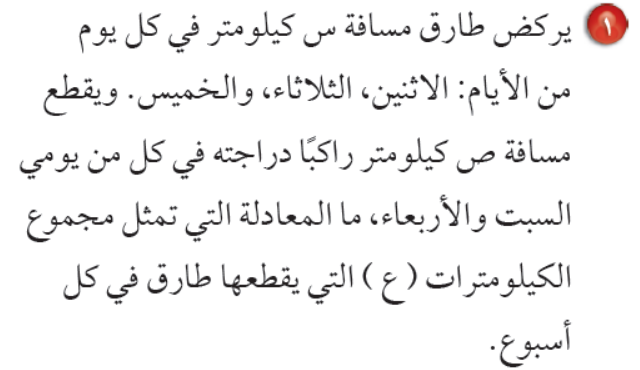 ١ يركض طارق مسافة س كيلومتر في كل يوم
من الأيام: الاثنين، الثلاثاء، والخميس. ويقطع
مسافة ص كيلومتر راكبًا دراجته في كل من يومي
السبت والأربعاء، ما المعادلة التي تمثل مجموع
الكيلومترات (ع) التي يقطعها طارق في كل
أسبوع.